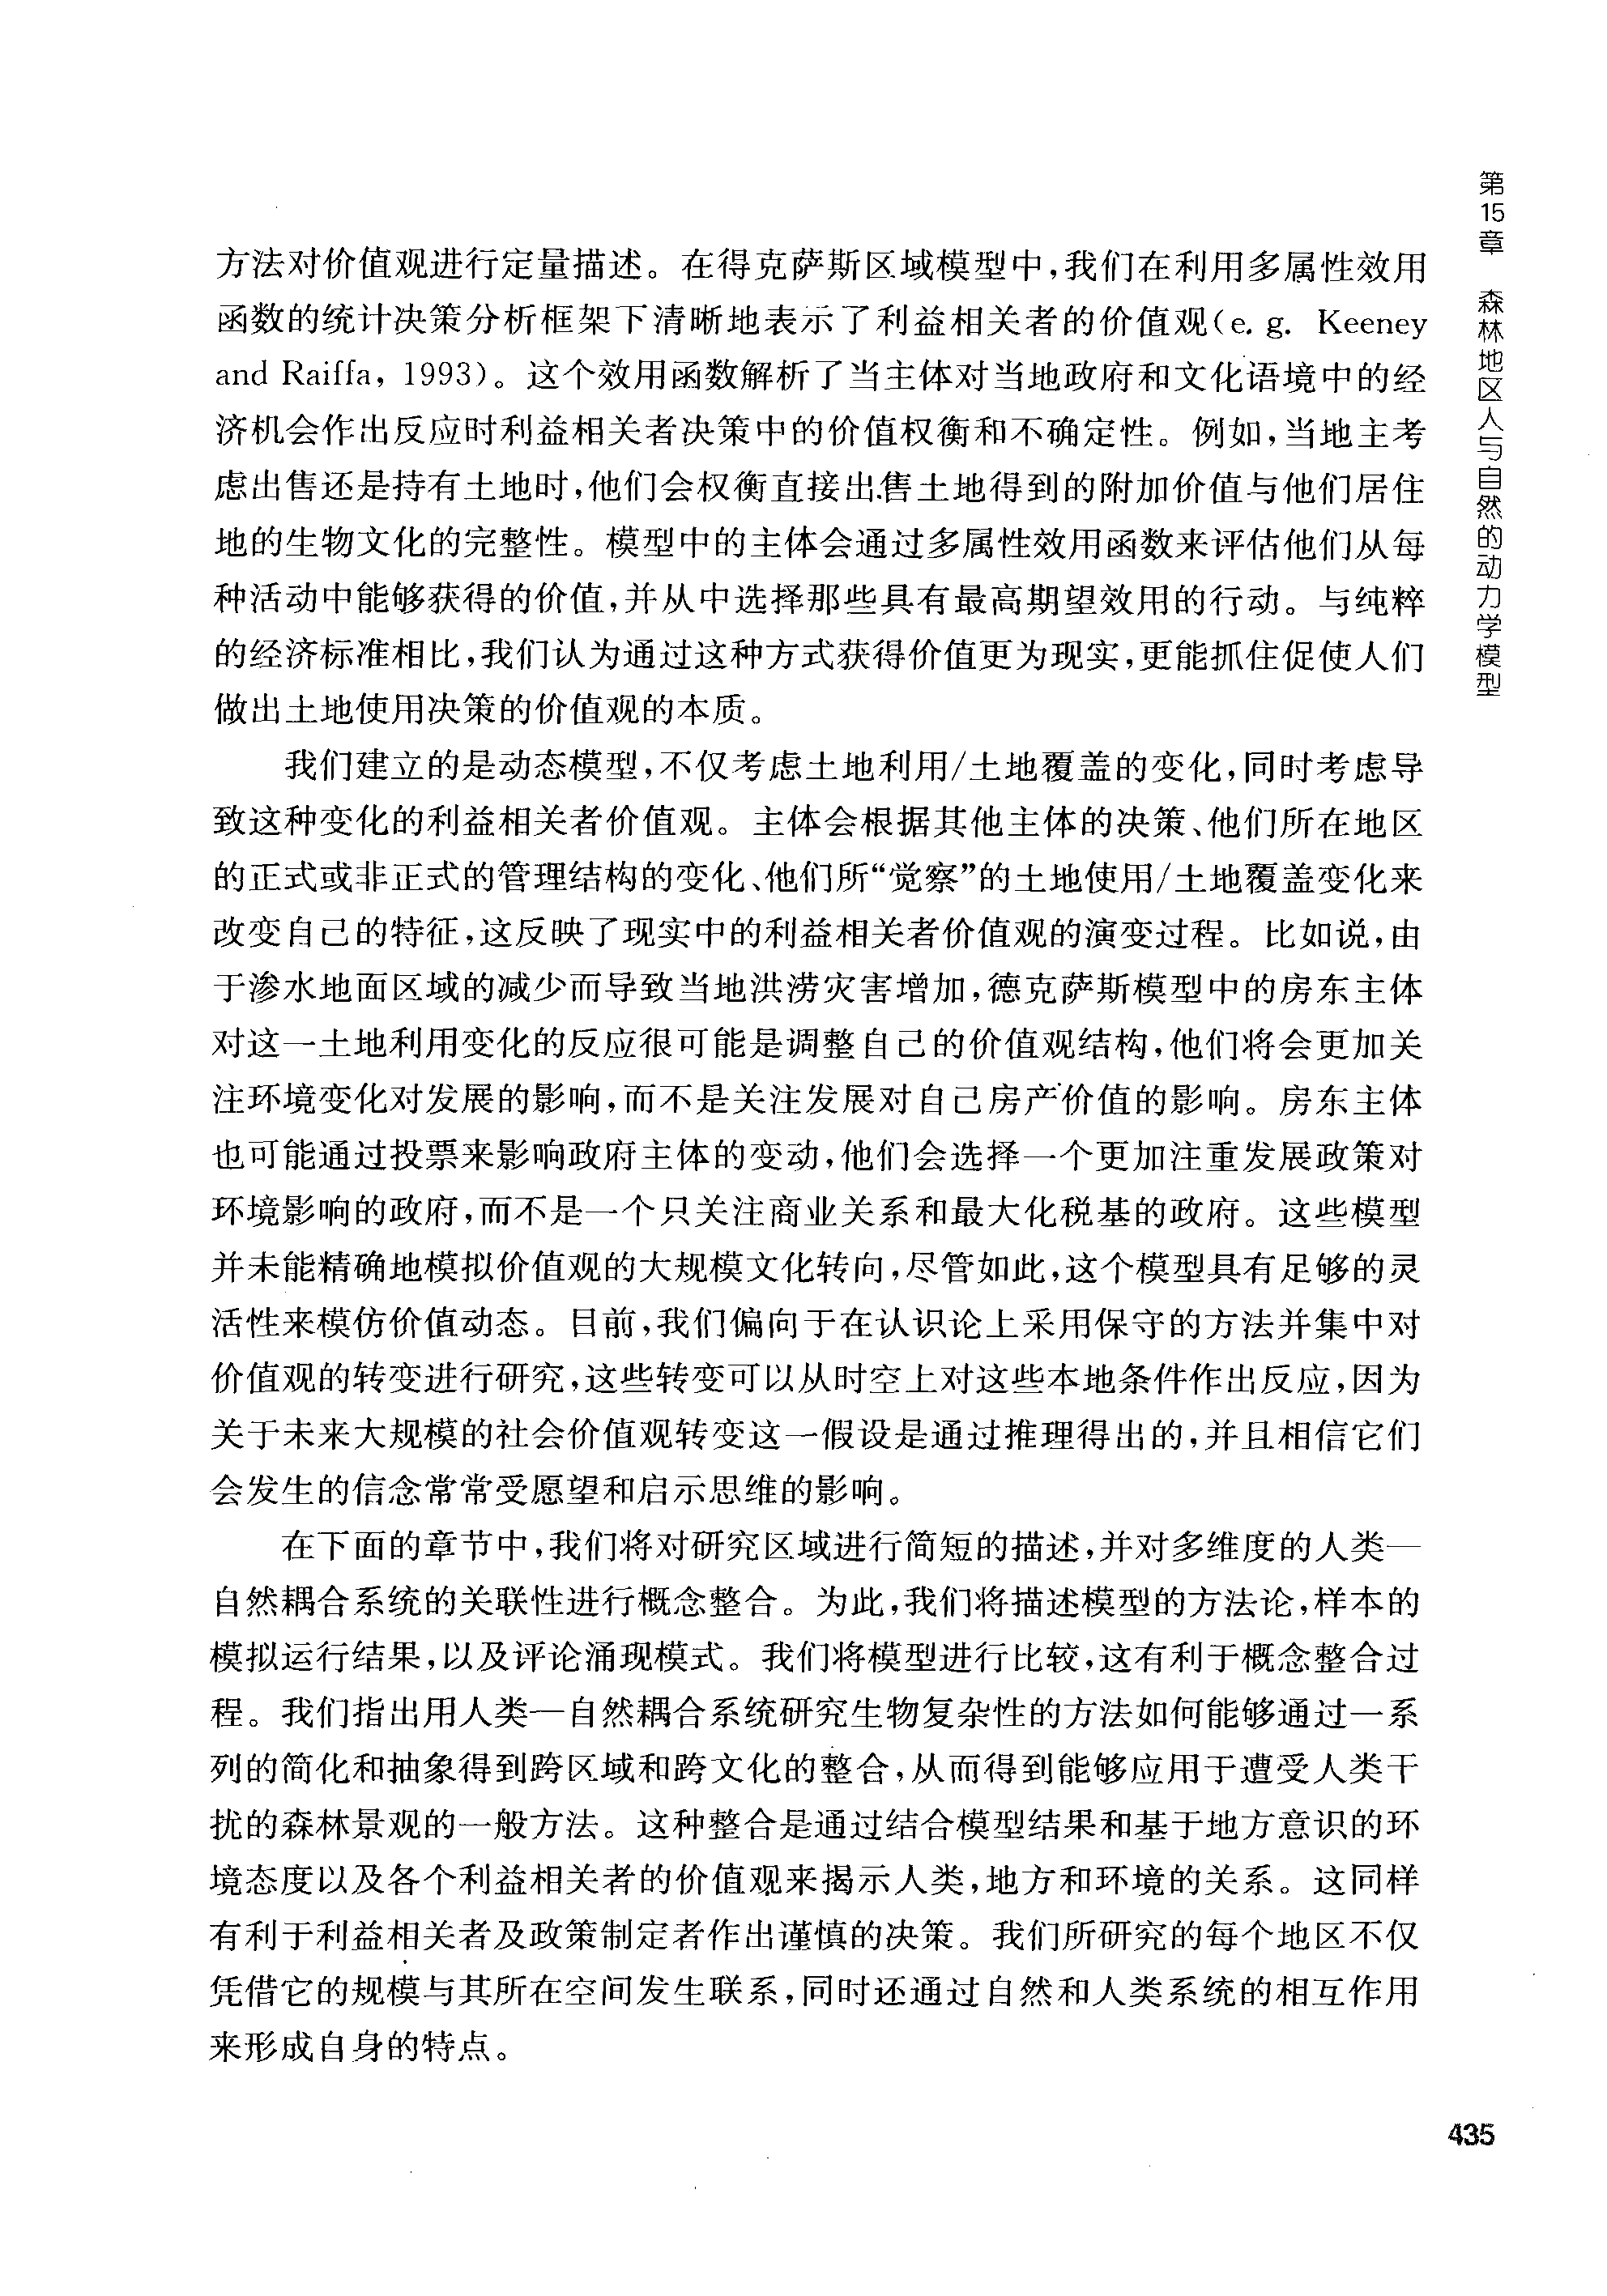 第15章 森林地区人与自然的动力学模型
方法对价值观进行定量描述。在得克萨斯区域模型中,我们在利用多属性效用
函数的统计决策分析框架下清晰地表示了利益相关者的价值观(e. g. Keeney
and Raiffa, 1993)。这个效用函数解析了当主体对当地政府和文化语境中的经
济机会作出反应时利益相关者决策中的价值权衡和不确定性。例如,当地主考
虑出售还是持有土地时,他们会权衡直接出售土地得到的附加价值与他们居住
地的生物文化的完整性。模型中的主体会通过多属性效用函数来评估他们从每
种活动中能够获得的价值,并从中选择那些具有最高期望效用的行动。与纯粹
的经济标准相比,我们认为通过这种方式获得价值更为现实,更能抓住促使人们
做出土地使用决策的价值观的本质。
我们建立的是动态模型,不仅考虑土地利用/土地覆盖的变化,同时考虑导
致这种变化的利益相关者价值观。主体会根据其他主体的决策、他们所在地区
的正式或非正式的管理结构的变化、他们所“觉察”的土地使用/土地覆盖变化来
改变自己的特征,这反映了现实中的利益相关者价值观的演变过程。比如说,由
于渗水地面区域的减少而导致当地洪涝灾害增加,德克萨斯模型中的房东主体
对这一土地利用变化的反应很可能是调整自己的价值观结构,他们将会更加关
注环境变化对发展的影响,而不是关注发展对自己房产价值的影响。房东主体
也可能通过投票来影响政府主体的变动,他们会选择一个更加注重发展政策对
环境影响的政府,而不是一个只关注商业关系和最大化税基的政府。这些模型
并未能精确地模拟价值观的大规模文化转向,尽管如此,这个模型具有足够的灵
活性来模仿价值动态。目前,我们偏向于在认识论上采用保守的方法并集中对
价值观的转变进行研究,这些转变可以从时空上对这些本地条件作出反应,因为
关于未来大规模的社会价值观转变这一假设是通过推理得出的,并且相信它们
会发生的信念常常受愿望和启示思维的影响。
在下面的章节中,我们将对研究区域进行简短的描述,并对多维度的人类—
自然耦合系统的关联性进行概念整合。为此,我们将描述模型的方法论,样本的
模拟运行结果,以及评论涌现模式。我们将模型进行比较,这有利于概念整合过
程。我们指出用人类—自然耦合系统研究生物复杂性的方法如何能够通过一系
列的简化和抽象得到跨区域和跨文化的整合,从而得到能够应用于遭受人类干
扰的森林景观的一般方法。这种整合是通过结合模型结果和基于地方意识的环
境态度以及各个利益相关者的价值观来揭示人类,地方和环境的关系。这同样
有利于利益相关者及政策制定者作出谨慎的决策。我们所研究的每个地区不仅
凭借它的规模与其所在空间发生联系,同时还通过自然和人类系统的相互作用
来形成自身的特点。
435